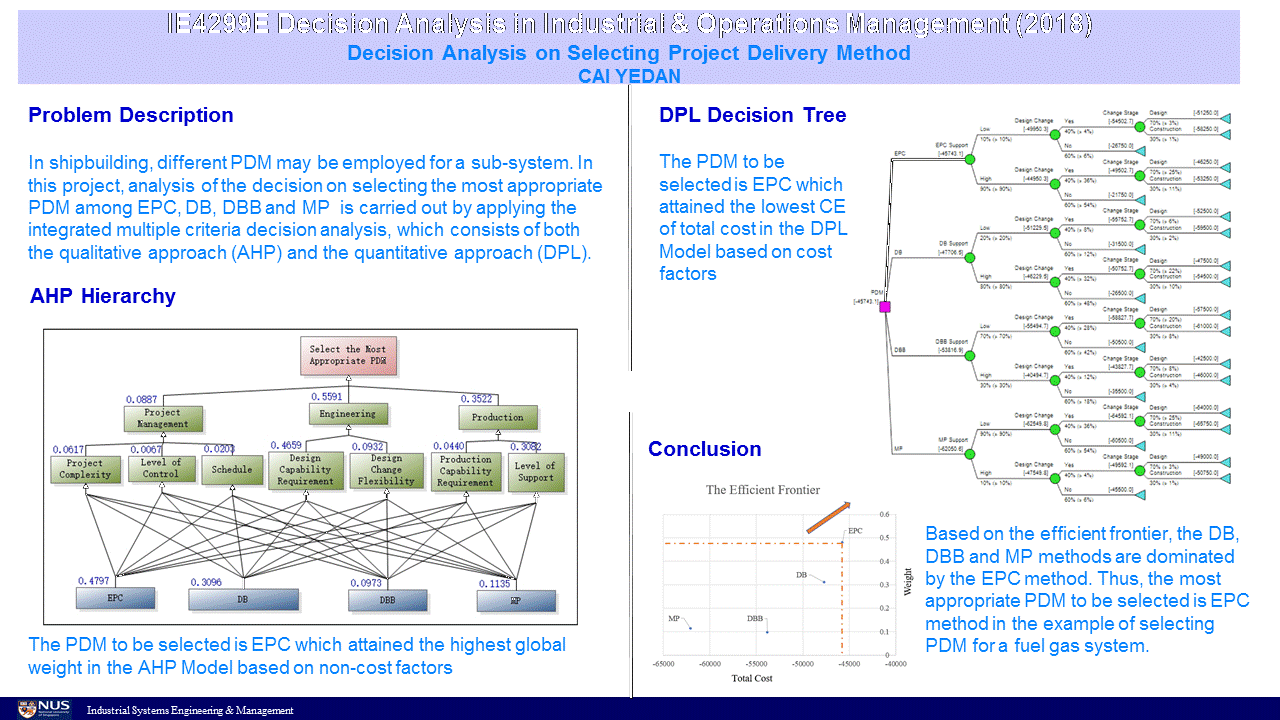 IE4299E Decision Analysis in Industrial & Operations Management (2018)
Decision Analysis on Selecting Project Delivery Method
CAI YEDAN
Problem Description
In shipbuilding, different PDM may be employed for a sub-system. In
this project, analysis of the decision on selecting the most appropriate
PDM among EPC, DB, DBB and MP is carried out by applying the
integrated multiple criteria decision analysis, which consists of both
the qualitative approach (AHP) and the quantitative approach (DPL).
AHP Hierarchy
Select the Most
Appropriate PDM
0.0887
Project
Management
0.5591
Engineering
0.3522
Production
0.0617
Project
Complexity
0.0067
Level of
Control
0.0203
Schedule
0.4659
Design
Capability
Requirement
0.0932
Design
Change
Flexibility
0.0440
Production
Capability
Requirement
0.3082
Level of
Support
0.4797
EPC
0.3096
DB
0.0973
DBB
0.1135
MP
The PDM to be selected is EPC which attained the highest global
weight in the AHP Model based on non-cost factors
DPL Decision Tree
The PDM to be
selected is EPC which
attained the lowest CE
of total cost in the DPL
Model based on cost
factors
PDM
[-45743.1]
EPC
EPC Support
[-45743.1]
Low
10% (≥ 10%)
Design Change
[-49950.3]
Yes
40% (≥ 4%)
Change Stage
[-54502.7]
Design
70% (≥ 3%)
[-51250.0]
Construction
[-58250.0]
30% (≥ 1%)
No
60% (≥ 6%)
[-26750.0]
High
90% (≥ 90%)
Design Change
[-44950.3]
Yes
40% (≥ 36%)
Change Stage
[-49502.7]
Design
70% (≥ 25%)
[-46250.0]
Construction
[-53250.0]
30% (≥ 11%)
No
60% (≥ 54%)
[-21750.0]
DB
DB Support
[-47706.5]
Low
20% (≥ 20%)
Design Change
[-51229.5]
Yes
40% (≥ 8%)
Change Stage
[-55752.7]
Design
70% (≥ 6%)
[-52500.0]
Construction
[-59500.0]
30% (≥ 2%)
No
60% (≥ 12%)
[-31500.0]
High
80% (≥ 80%)
Design Change
[-46229.5]
Yes
40% (≥ 32%)
Change Stage
[-50752.7]
Design
70% (≥ 22%)
[-47500.0]
Construction
[-54500.0]
30% (≥ 10%)
No
60% (≥ 48%)
[-26500.0]
DBB
DBB Support
[-53816.9]
Low
70% (≥ 70%)
Design Change
[-55494.7]
Yes
40% (≥ 28%)
Change Stage
[-58827.7]
Design
70% (≥ 20%)
[-57500.0]
Construction
[-61000.0]
30% (≥ 8%)
No
60% (≥ 42%)
[-50500.0]
High
30% (≥ 30%)
Design Change
[-40494.7]
Yes
40% (≥ 12%)
Change Stage
[-43827.7]
Design
70% (≥ 8%)
[-42500.0]
Construction
[-46000.0]
30% (≥ 4%)
No
60% (≥ 18%)
[-35500.0]
MP
MP Support
[-62050.6]
Low
90% (≥ 90%)
Design Change
[-62549.8]
Yes
40% (≥ 36%)
Change Stage
[-64582.1]
Design
70% (≥ 25%)
[-64000.0]
Construction
[-65750.0]
30% (≥ 11%)
No
60% (≥ 54%)
[-60500.0]
High
10% (≥ 10%)
Design Change
[-47549.8]
Yes
40% (≥ 4%)
Change Stage
[-49582.1]
Design
70% (≥ 3%)
[-49000.0]
Construction
[-50750.0]
30% (≥ 1%)
No
60% (≥ 6%)
[-45500.0]
Conclusion
The Efficient Frontier
0.6
0.5
0.4
0.3
0.2
0.1
0
Weight
EPC
DB
MP
DBB
-65000
-60000
-55000
-50000
-45000
-40000
Total Cost
Based on the efficient frontier, the DB,
DBB and MP methods are dominated
by the EPC method. Thus, the most
appropriate PDM to be selected is EPC
method in the example of selecting
PDM for a fuel gas system.
NUS
Industrial Systems Engineering & Management